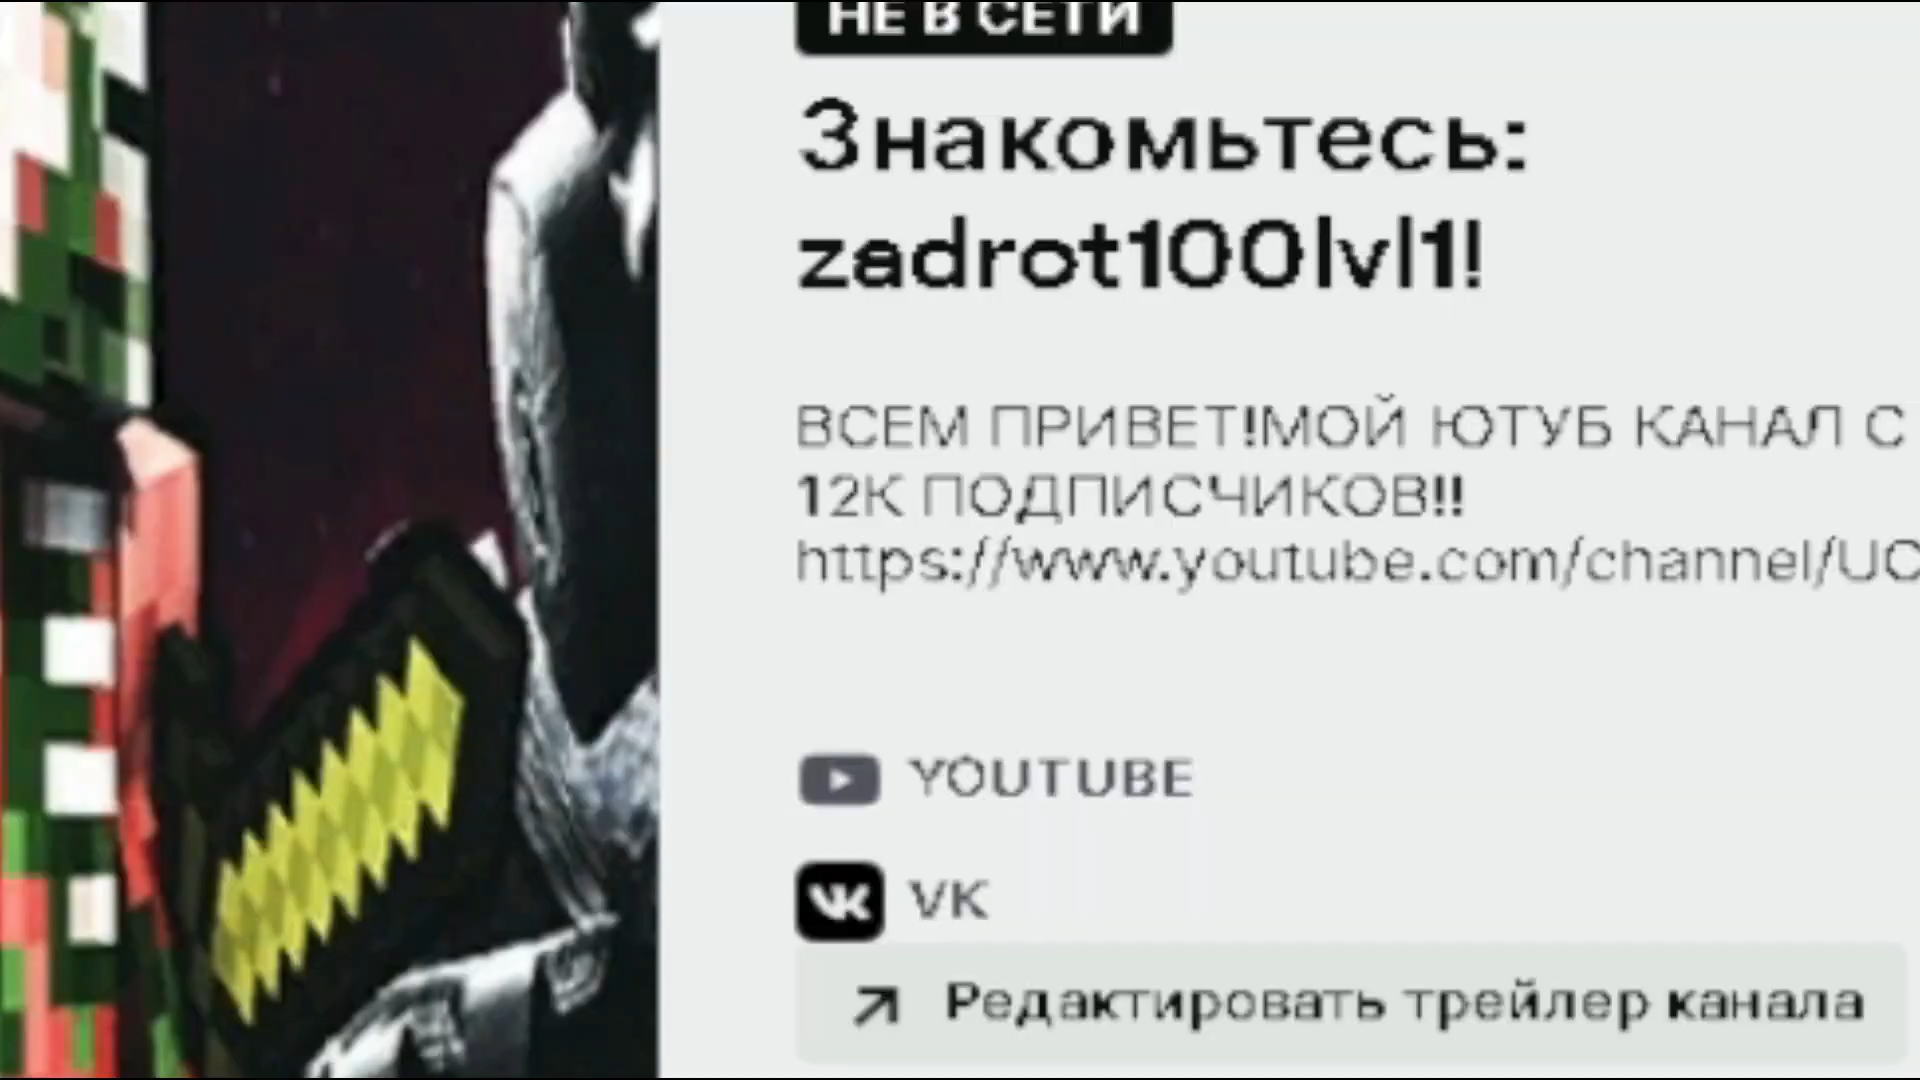 НЕ В СЕТИ
Знакомьтесь:
zadrot100lvl1!
ВСЕМ ПРИВЕТ!МОЙ ЮТУБ КАНАЛ С
12К ПОДПИСЧИКОВ!!
https://www.youtube.com/channel/UC
YOUTUBE
VK
Редактировать трейлер канала